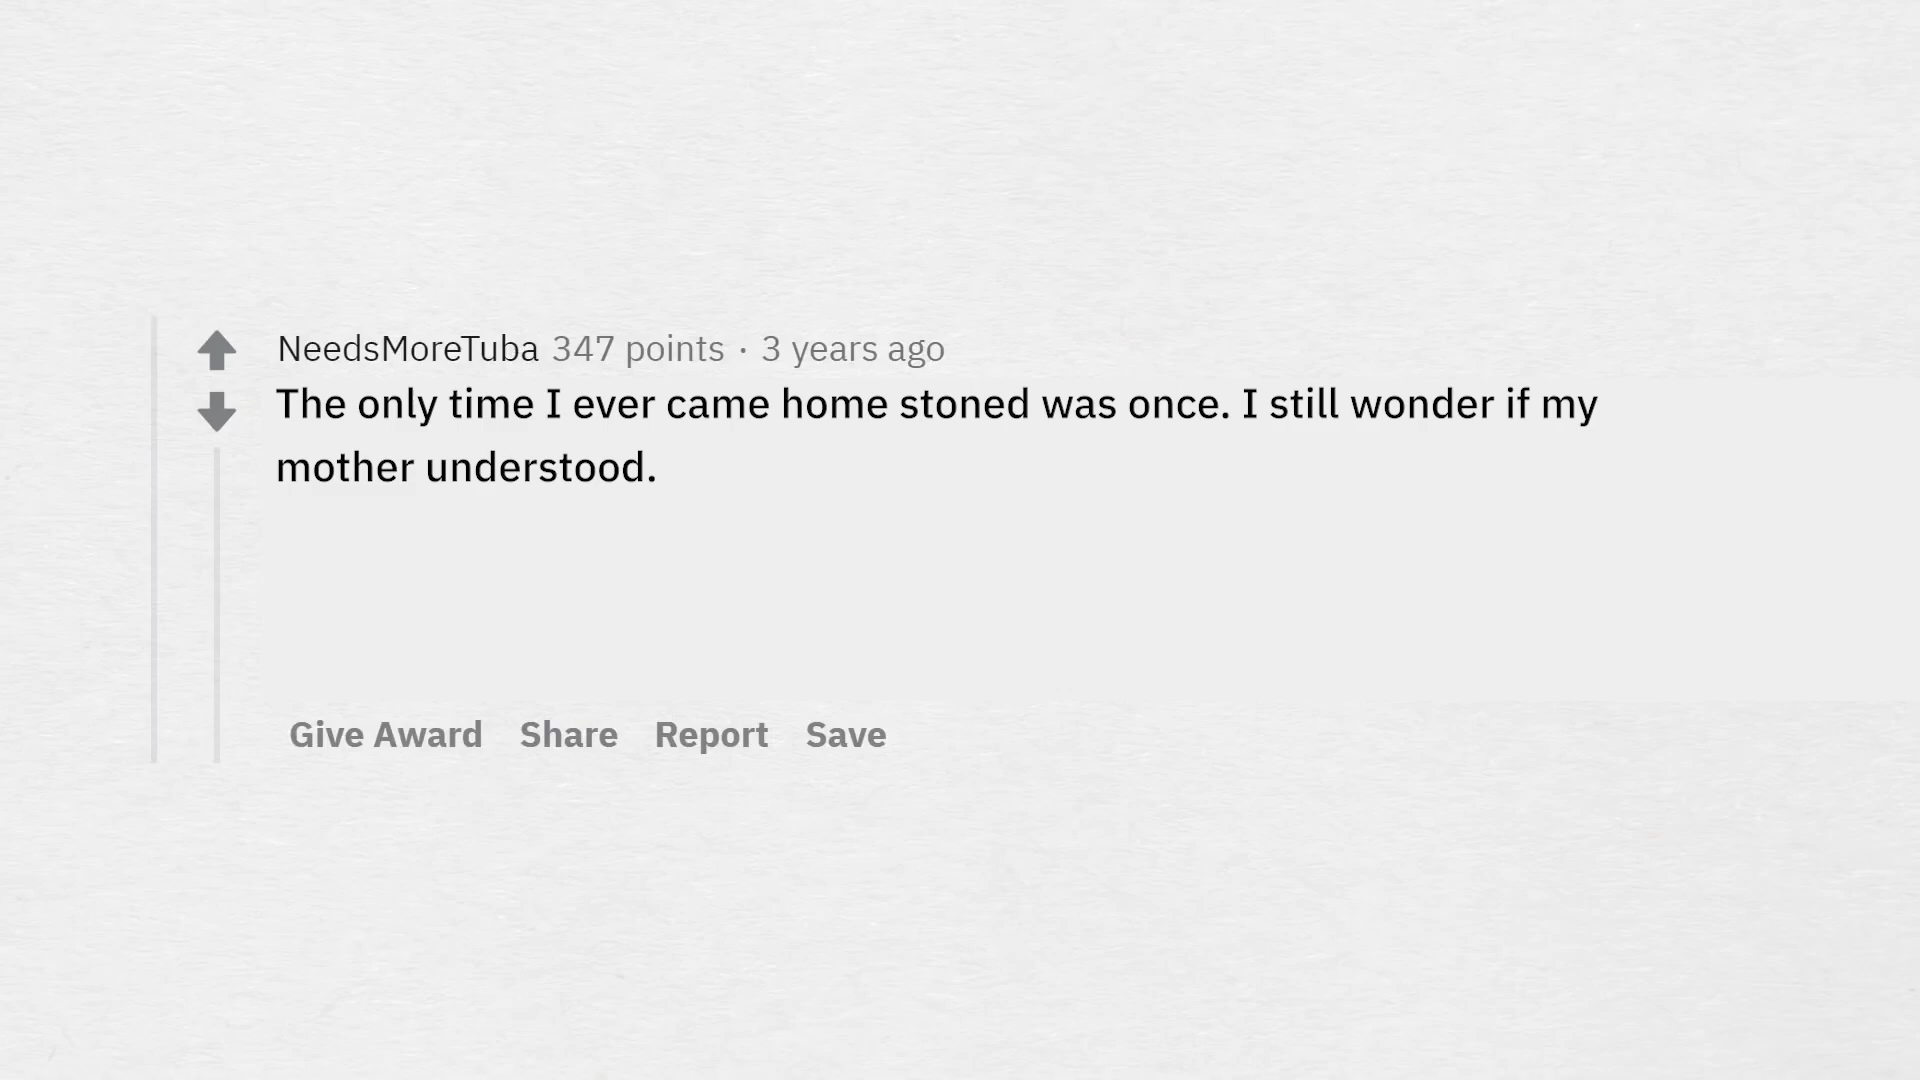 NeedsMoreTuba 347 points · 3 years ago
The only time I ever came home stoned was once. I still wonder if my
mother understood.
Give Award Share Report Save